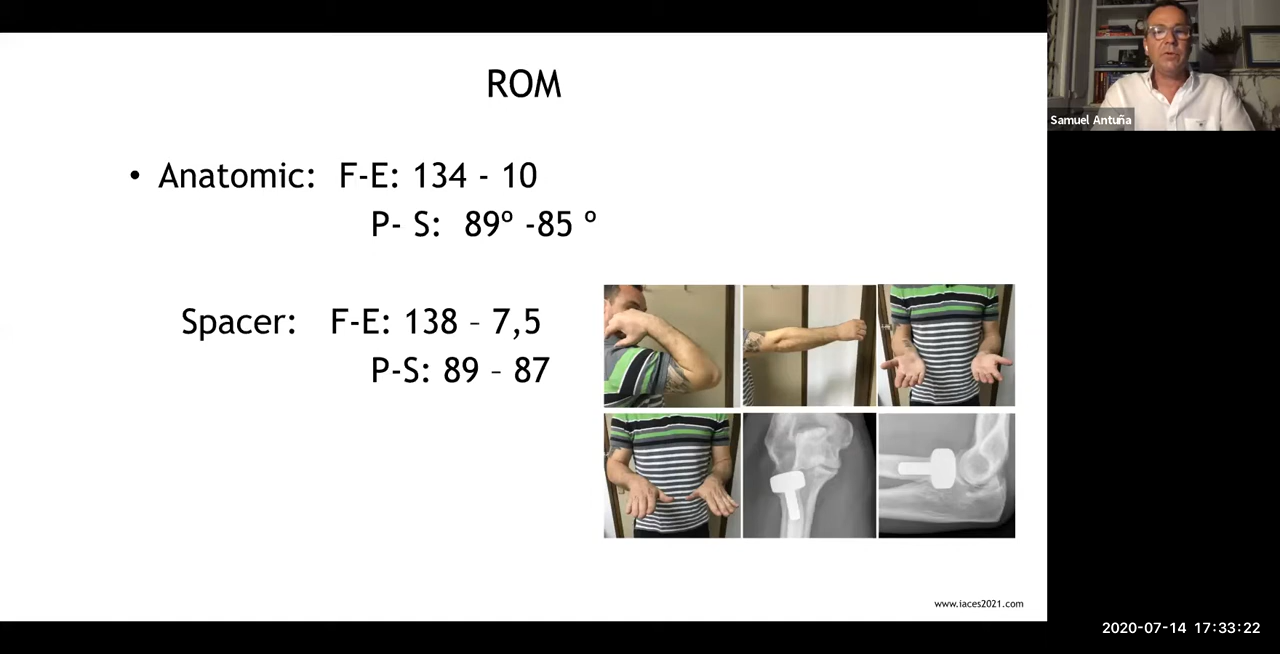 ROM
• Anatomic: F-E: 134 - 10
P- S: 89º -85 º
Spacer: F-E: 138 – 7,5
P-S: 89 – 87
www.iaces2021.com
Samuel Antuña
2020-07-14 17:33:22